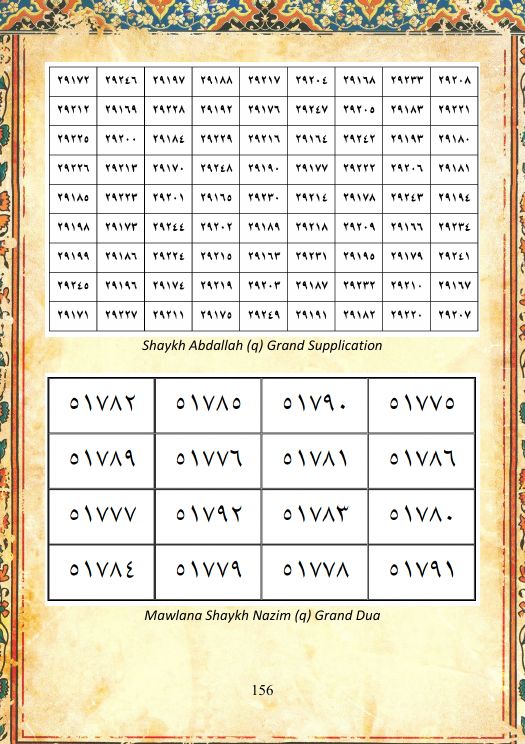 ٢٩١٧٢ ٢٩٢٤٦ ٢٩١٩٧ ٢٩١٨٨ ٢٩٢١٧ ٢٩٢٠٤ ٢٩١٦٨ ٢٩٢٣٣ ٢٩٢٠٨
٢٩٢١٢ ٢٩١٦٩ ٢٩٢٢٨ ٢٩١٩٢ ٢٩١٧٦ ٢٩٢٤٧ ٢٩٢٠٥ ٢٩١٨٣ ٢٩٢٢١
٢٩٢٢٥ ٢٩٢٠٠ ٢٩١٨٤ ٢٩٢٢٩ ٢٩٢١٦ ٢٩١٦٤ ٢٩٢٤٢ ٢٩١٩٣ ٢٩١٨٠
٢٩٢٢٦ ٢٩٢١٣ ٢٩١٧٠ ٢٩٢٤٨ ٢٩١٩٠ ٢٩١٧٧ ٢٩٢٢٢ ٢٩٢٠٦ ٢٩١٨١
٢٩١٨٥ ٢٩٢٢٣ ٢٩٢٠١ ٢٩١٦٥ ٢٩٢٣٠ ٢٩٢١٤ ٢٩١٧٨ ٢٩٢٤٣ ٢٩١٩٤
٢٩١٩٨ ٢٩١٧٣ ٢٩٢٤٤ ٢٩٢٠٢ ٢٩١٨٩ ٢٩٢١٨ ٢٩٢٠٩ ٢٩١٦٦ ٢٩٢٣٤
٢٩١٩٩ ٢٩١٨٦ ٢٩٢٢٤ ٢٩٢١٥ ٢٩١٦٣ ٢٩٢٣١ ٢٩١٩٥ ٢٩١٧٩ ٢٩٢٤١
٢٩٢٤٥ ٢٩١٩٦ ٢٩١٧٤ ٢٩٢١٩ ٢٩٢٠٣ ٢٩١٨٧ ٢٩٢٣٢ ٢٩٢١٠ ٢٩١٦٧
٢٩١٧١ ٢٩٢٢٧ ٢٩٢١١ ٢٩١٧٥ ٢٩٢٤٩ ٢٩١٩١ ٢٩١٨٢ ٢٩٢٢٠ ٢٩٢٠٧
Shaykh Abdallah (q) Grand Supplication
٥١٧٨٢ ٥١٧٨٥ ٥١٧٩٠ ٥١٧٧٥
٥١٧٨٩ ٥١٧٧٦ ٥١٧٨١ ٥١٧٨٦
٥١٧٧٧ ٥١٧٩٢ ٥١٧٨٣ ٥١٧٨٠
٥١٧٨٤ ٥١٧٧٩ ٥١٧٧٨ ٥١٧٩١
Mawlana Shaykh Nazim (q) Grand Dua
156